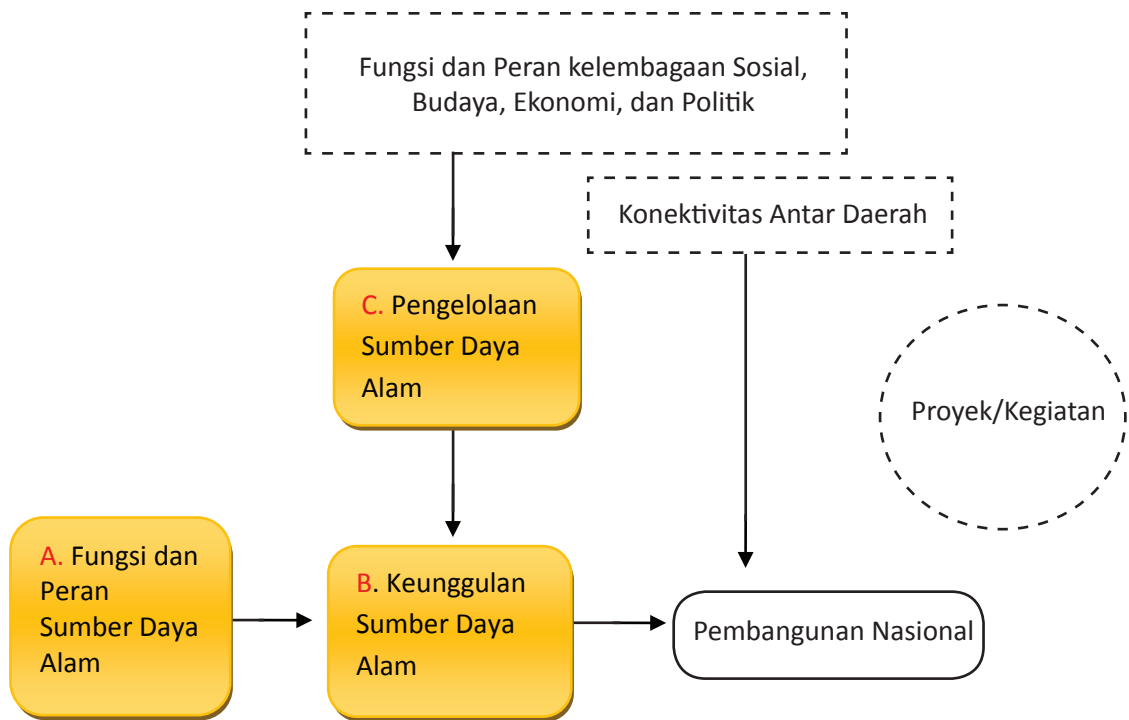 Fungsi dan Peran kelembagaan Sosial,
Budaya, Ekonomi, dan Politik
Konektivitas Antar Daerah
C. Pengelolaan
Sumber Daya
Alam
Proyek/Kegiatan
A. Fungsi dan
Peran
Sumber Daya
Alam
B. Keunggulan
Sumber Daya
Alam
Pembangunan Nasional